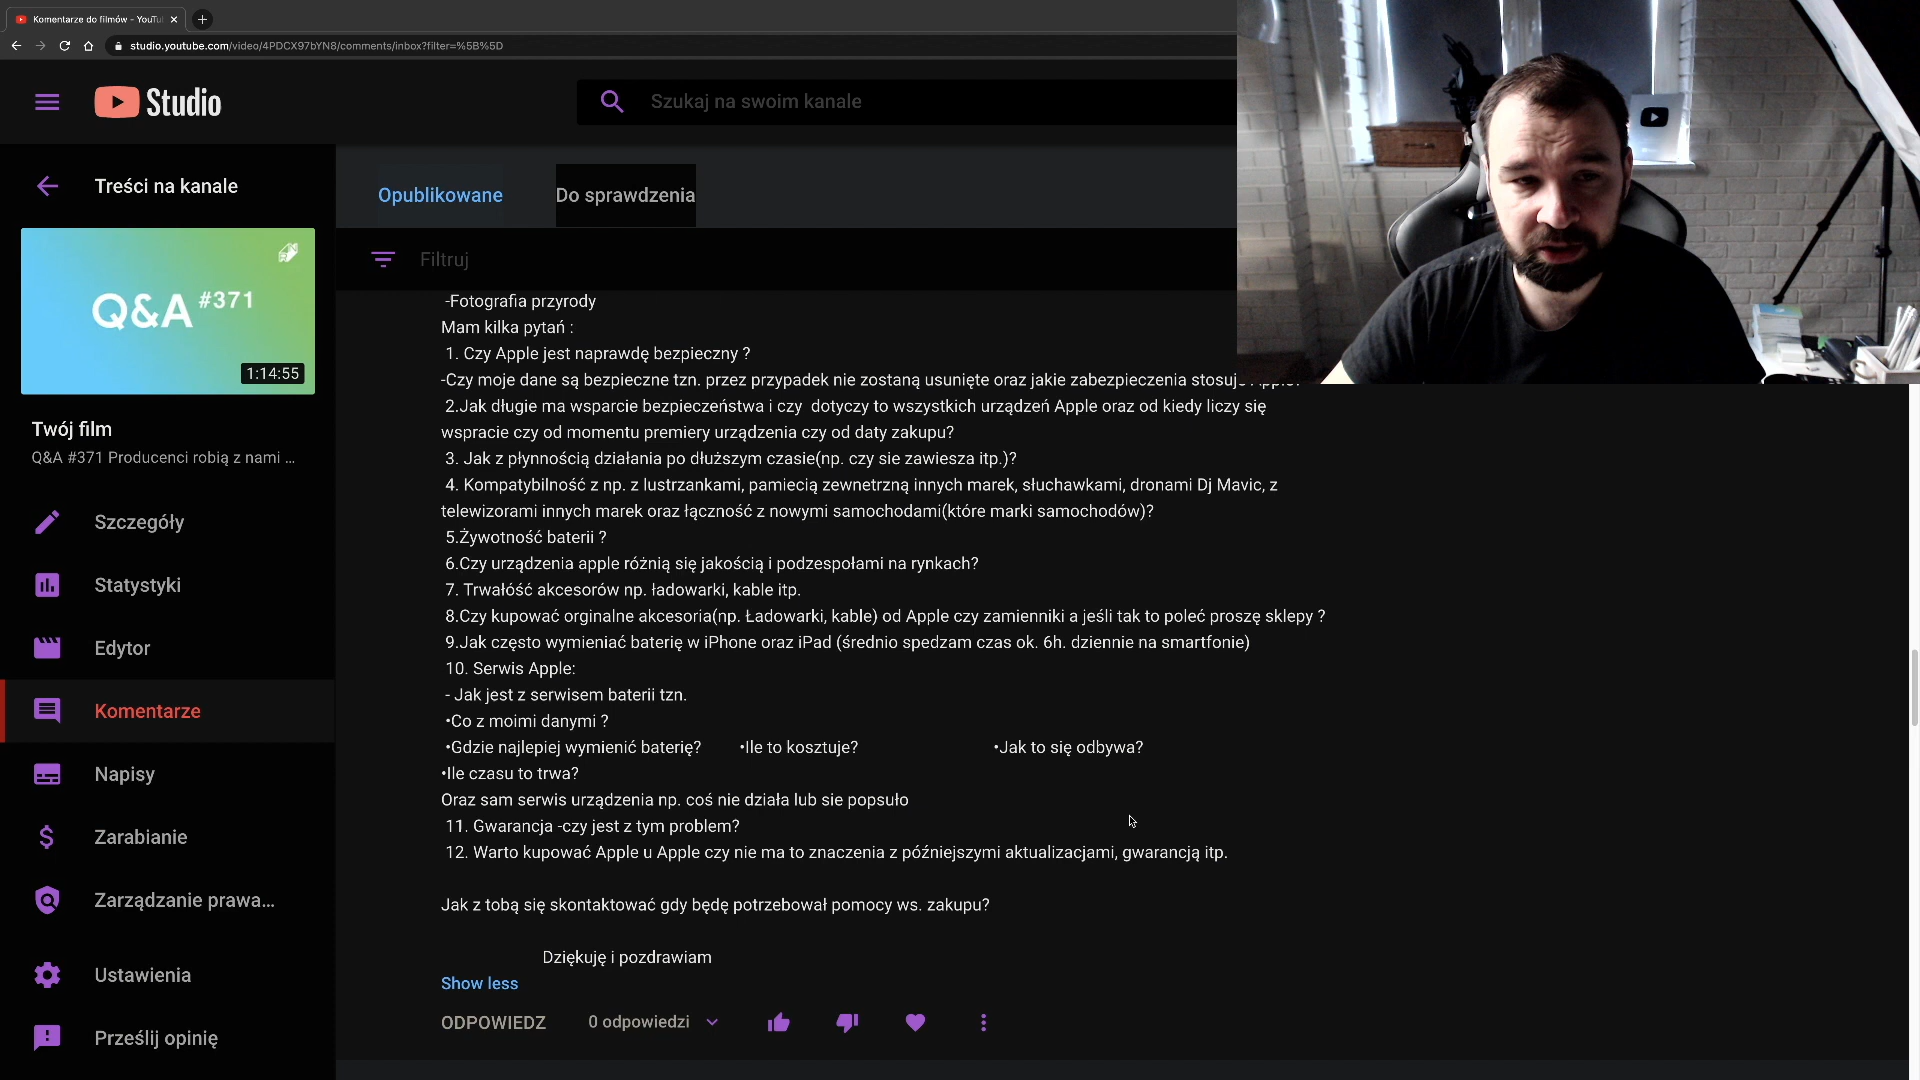 Komentarze do filmów - YouTu
studio.youtube.com/video/4PDCX97bYN8/comments/inbox?filter=%5B%5D
Studio
Szukaj na swoim kanale
Treści na kanale
Q&A #371
1:14:55
Twój film
Q&A #371 Producenci robią z nami ...
Szczegóły
Statystyki
Edytor
Komentarze
Napisy
Zarabianie
Zarządzanie prawa...
Ustawienia
Prześlij opinię
Opublikowane
Do sprawdzenia
Filtruj
-Fotografia przyrody
Mam kilka pytań :
1. Czy Apple jest naprawdę bezpieczny ?
-Czy moje dane są bezpieczne tzn. przez przypadek nie zostaną usunięte oraz jakie zabezpieczenia stosuje Apple?
2.Jak długie ma wsparcie bezpieczeństwa i czy dotyczy to wszystkich urządzeń Apple oraz od kiedy liczy się
wspracie czy od momentu premiery urządzenia czy od daty zakupu?
3. Jak z płynnością działania po dłuższym czasie(np. czy sie zawiesza itp.)?
4. Kompatybilność z np. z lustrzankami, pamiecią zewnetrzną innych marek, słuchawkami, dronami Dj Mavic, z
telewizorami innych marek oraz łączność z nowymi samochodami(które marki samochodów)?
5.Żywotność baterii ?
6.Czy urządzenia apple różnią się jakością i podzespołami na rynkach?
7. Trwałóść akcesorów np. ładowarki, kable itp.
8.Czy kupować orginalne akcesoria(np. Ładowarki, kable) od Apple czy zamienniki a jeśli tak to poleć proszę sklepy ?
9.Jak często wymieniać baterię w iPhone oraz iPad (średnio spedzam czas ok. 6h. dziennie na smartfonie)
10. Serwis Apple:
- Jak jest z serwisem baterii tzn.
•Co z moimi danymi ?
•Gdzie najlepiej wymienić baterię? •Ile to kosztuje? •Jak to się odbywa?
•Ile czasu to trwa?
Oraz sam serwis urządzenia np. coś nie działa lub sie popsuło
11. Gwarancja -czy jest z tym problem?
12. Warto kupować Apple u Apple czy nie ma to znaczenia z późniejszymi aktualizacjami, gwarancją itp.
Jak z tobą się skontaktować gdy będę potrzebował pomocy ws. zakupu?
Dziękuję i pozdrawiam
Show less
ODPOWIEDZ
0 odpowiedzi